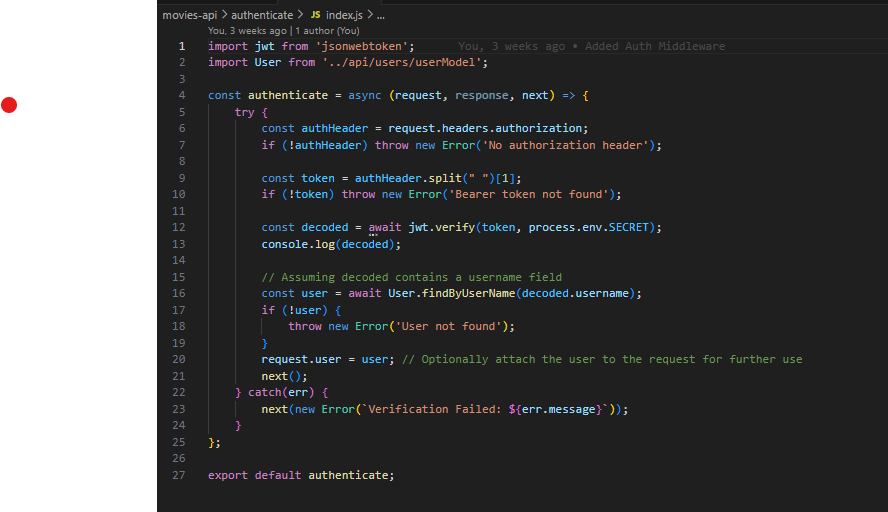 movies-api > authenticate > JS index.js > ...
You, 3 weeks ago | 1 author (You)
1 import jwt from 'jsonwebtoken'; You, 3 weeks ago • Added Auth Middleware
2 import User from '../api/users/userModel';
3
4 const authenticate = async (request, response, next) => {
5 try {
6 const authHeader = request.headers.authorization;
7 if (!authHeader) throw new Error('No authorization header');
8
9 const token = authHeader.split(" ")[1];
10 if (!token) throw new Error('Bearer token not found');
11
12 const decoded = await jwt.verify(token, process.env.SECRET);
13 console.log(decoded);
14
15 // Assuming decoded contains a username field
16 const user = await User.findByUserName(decoded.username);
17 if (!user) {
18 throw new Error('User not found');
19 }
20 request.user = user; // Optionally attach the user to the request for further use
21 next();
22 } catch(err) {
23 next(new Error(`Verification Failed: ${err.message}`));
24 }
25 };
26
27 export default authenticate;